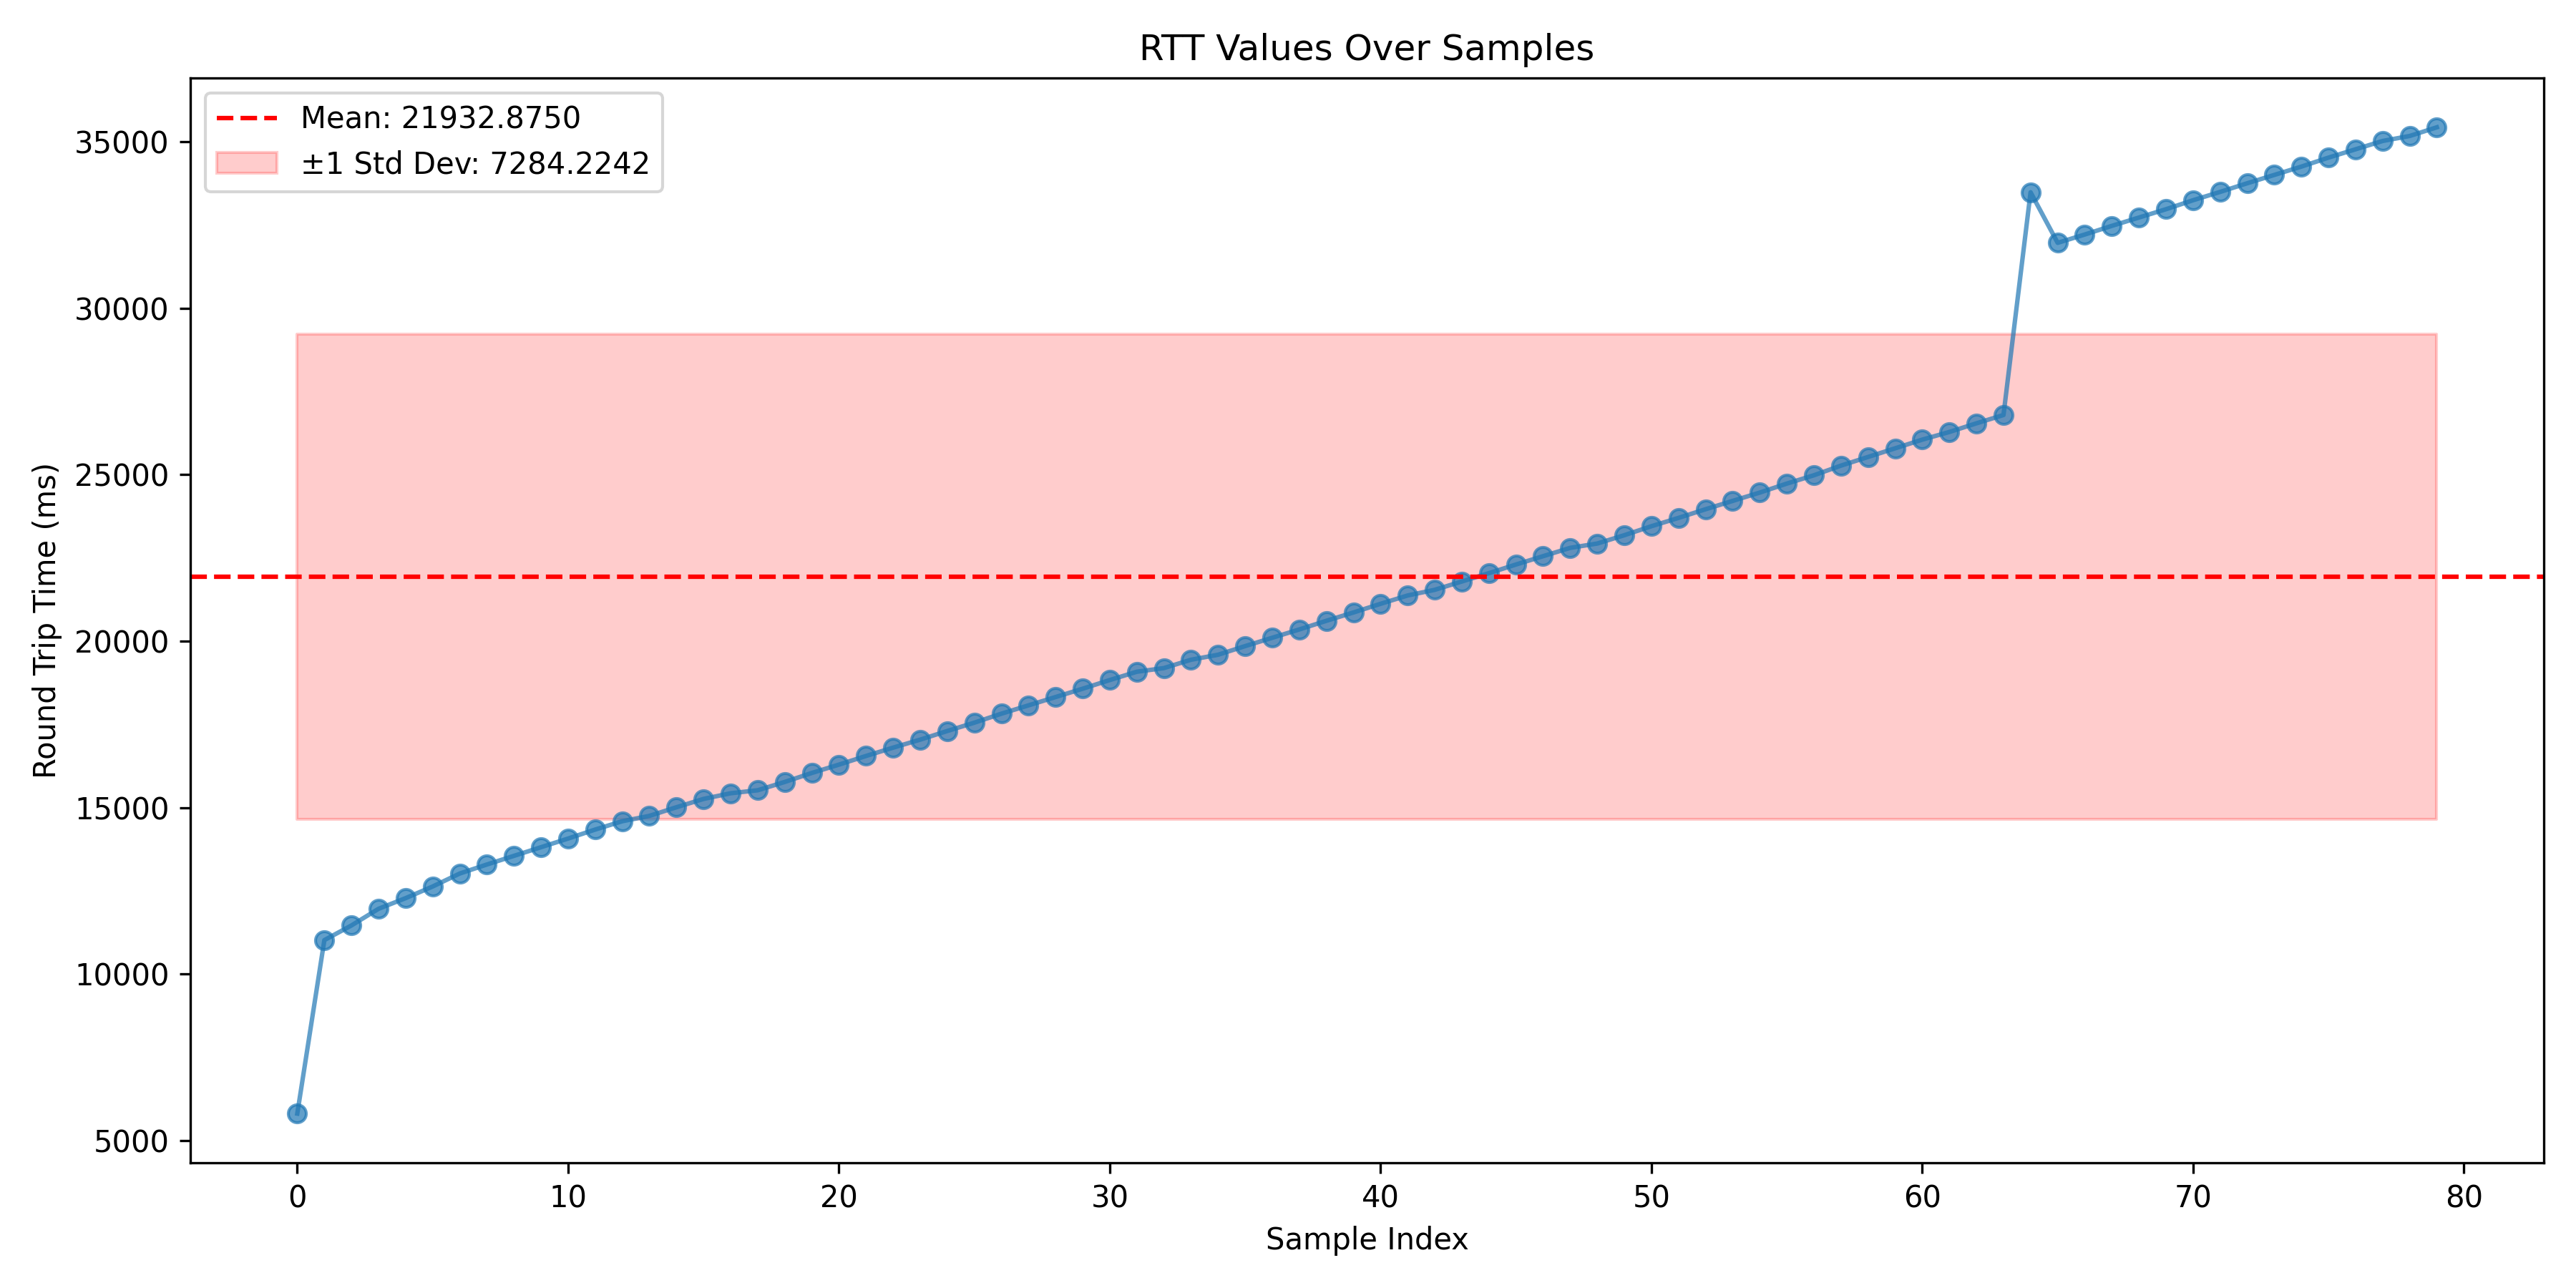 RTT Values Over Samples
Mean: 21932.8750
±1 Std Dev: 7284.2242
Round Trip Time (ms)
35000
30000
25000
20000
15000
10000
5000
0 10 20 30 40 50 60 70 80
Sample Index